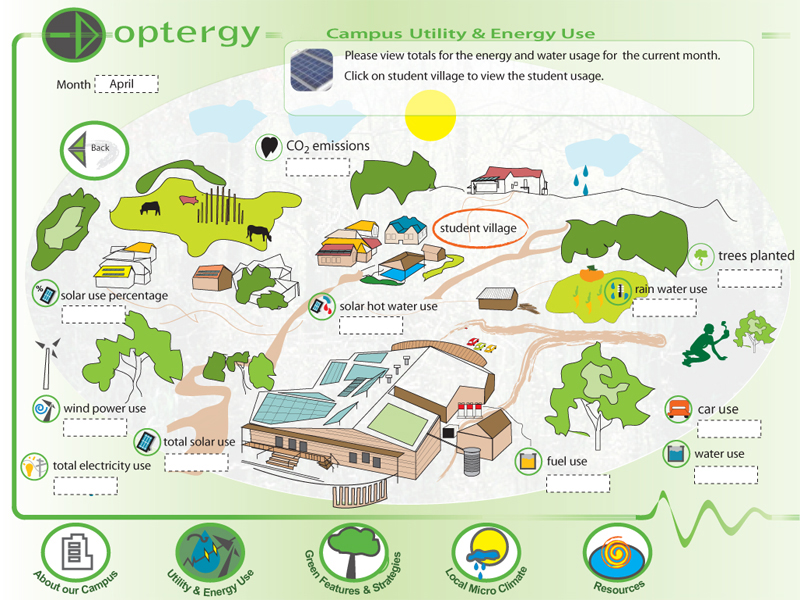 optergy
Campus Utility & Energy Use
Please view totals for the energy and water usage for the current month.
Click on student village to view the student usage.
Month April
Back
CO₂ emissions
student village
trees planted
% solar use percentage
solar hot water use
rain water use
wind power use
total solar use
car use
total electricity use
fuel use
water use
About our Campus
Utility & Energy Use
Green Features & Strategies
Local Micro Climate
Resources